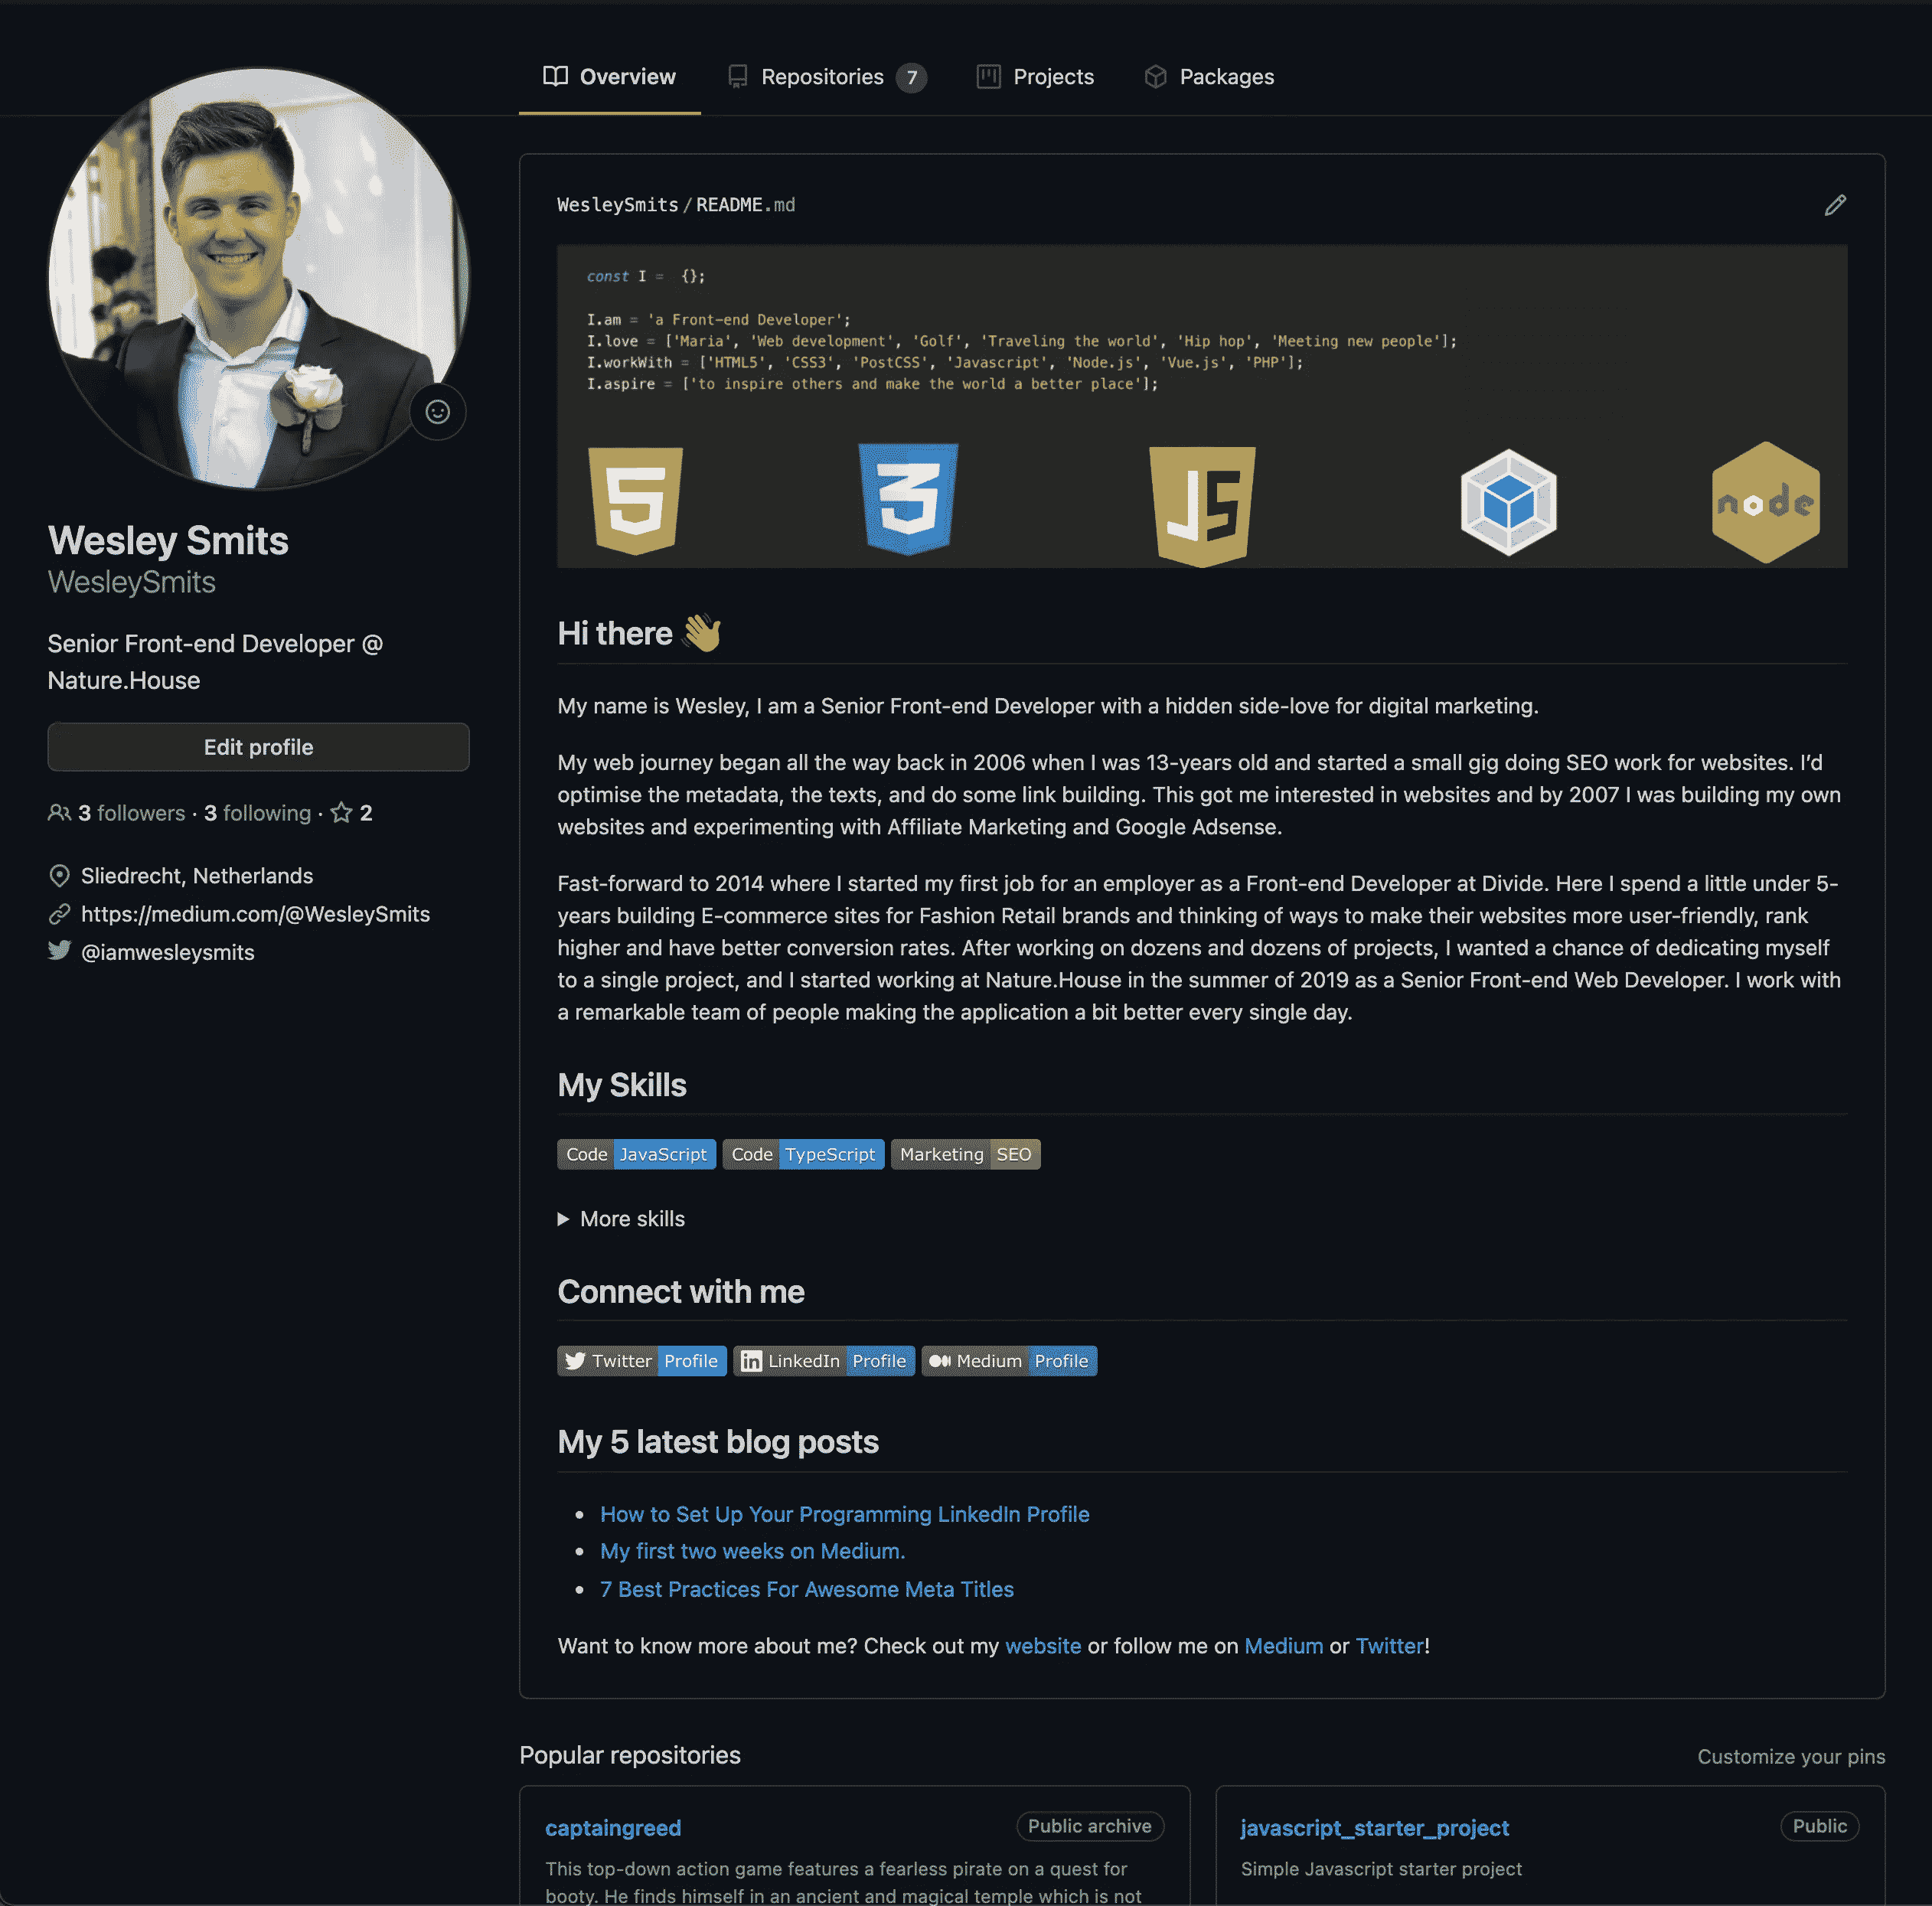 Overview Repositories 7 Projects Packages
Wesley Smits
WesleySmits
Senior Front-end Developer @
Nature.House
Edit profile
3 followers · 3 following · 2
Sliedrecht, Netherlands
https://medium.com/@WesleySmits
@iamwesleysmits
WesleySmits/README.md
const I = {};
I.am = 'a Front-end Developer';
I.love = ['Maria', 'Web development', 'Golf', 'Traveling the world', 'Hip hop', 'Meeting new people'];
I.workWith = ['HTML5', 'CSS3', 'PostCSS', 'Javascript', 'Node.js', 'Vue.js', 'PHP'];
I.aspire = ['to inspire others and make the world a better place'];
5 3 JS node
Hi there 👋
My name is Wesley, I am a Senior Front-end Developer with a hidden side-love for digital marketing.
My web journey began all the way back in 2006 when I was 13-years old and started a small gig doing SEO work for websites. I’d
optimise the metadata, the texts, and do some link building. This got me interested in websites and by 2007 I was building my own
websites and experimenting with Affiliate Marketing and Google Adsense.
Fast-forward to 2014 where I started my first job for an employer as a Front-end Developer at Divide. Here I spend a little under 5-
years building E-commerce sites for Fashion Retail brands and thinking of ways to make their websites more user-friendly, rank
higher and have better conversion rates. After working on dozens and dozens of projects, I wanted a chance of dedicating myself
to a single project, and I started working at Nature.House in the summer of 2019 as a Senior Front-end Web Developer. I work with
a remarkable team of people making the application a bit better every single day.
My Skills
Code JavaScript Code TypeScript Marketing SEO
More skills
Connect with me
Twitter Profile in LinkedIn Profile Medium Profile
My 5 latest blog posts
• How to Set Up Your Programming LinkedIn Profile
• My first two weeks on Medium.
• 7 Best Practices For Awesome Meta Titles
Want to know more about me? Check out my website or follow me on Medium or Twitter!
Popular repositories Customize your pins
captaingreed Public archive
This top-down action game features a fearless pirate on a quest for
booty. He finds himself in an ancient and magical temple which is not
javascript_starter_project Public
Simple Javascript starter project